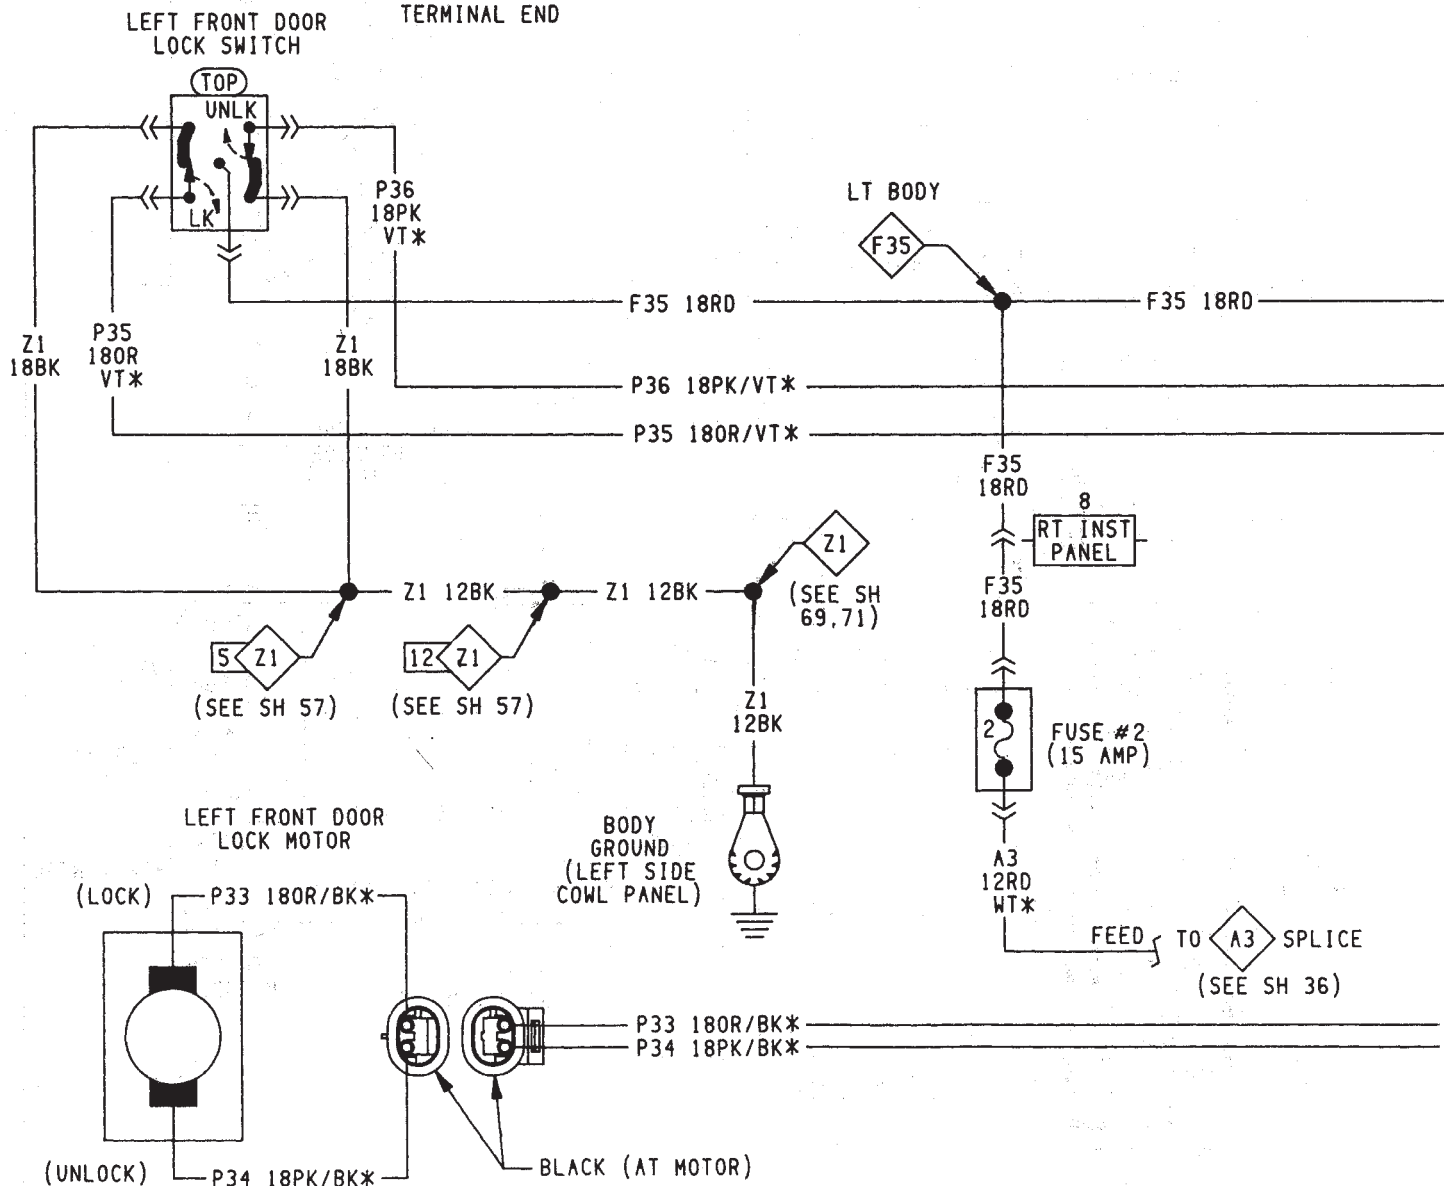 TERMINAL END
LEFT FRONT DOOR
LOCK SWITCH
TOP
UNLK
LK
P36
18PK
VT*
LT BODY
F35
F35 18RD
F35 18RD
Z1
18BK
P35
18OR
VT*
Z1
18BK
P36 18PK/VT*
P35 18OR/VT*
F35
18RD
8
RT INST
PANEL
Z1
(SEE SH
69,71)
F35
18RD
Z1 12BK
Z1 12BK
5
Z1
(SEE SH 57)
12
Z1
(SEE SH 57)
Z1
12BK
2
FUSE #2
(15 AMP)
LEFT FRONT DOOR
LOCK MOTOR
BODY
GROUND
(LEFT SIDE
COWL PANEL)
A3
12RD
WT*
(LOCK)
P33 18OR/BK*
FEED
TO
A3
SPLICE
(SEE SH 36)
P33 18OR/BK*
P34 18PK/BK*
(UNLOCK)
P34 18PK/BK*
BLACK (AT MOTOR)